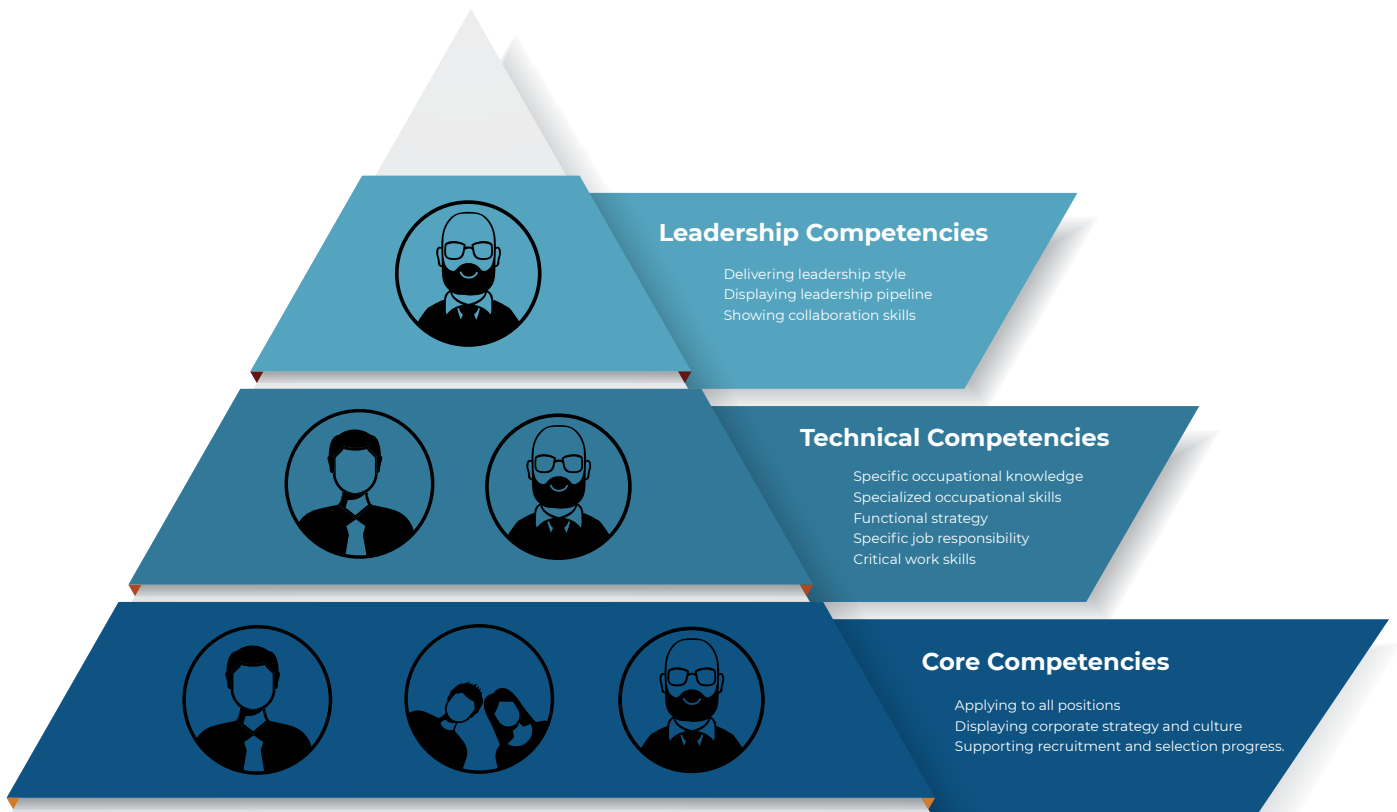 Leadership Competencies
Delivering leadership style
Displaying leadership pipeline
Showing collaboration skills
Technical Competencies
Specific occupational knowledge
Specialized occupational skills
Functional strategy
Specific job responsibility
Critical work skills
Core Competencies
Applying to all positions
Displaying corporate strategy and culture
Supporting recruitment and selection progress.